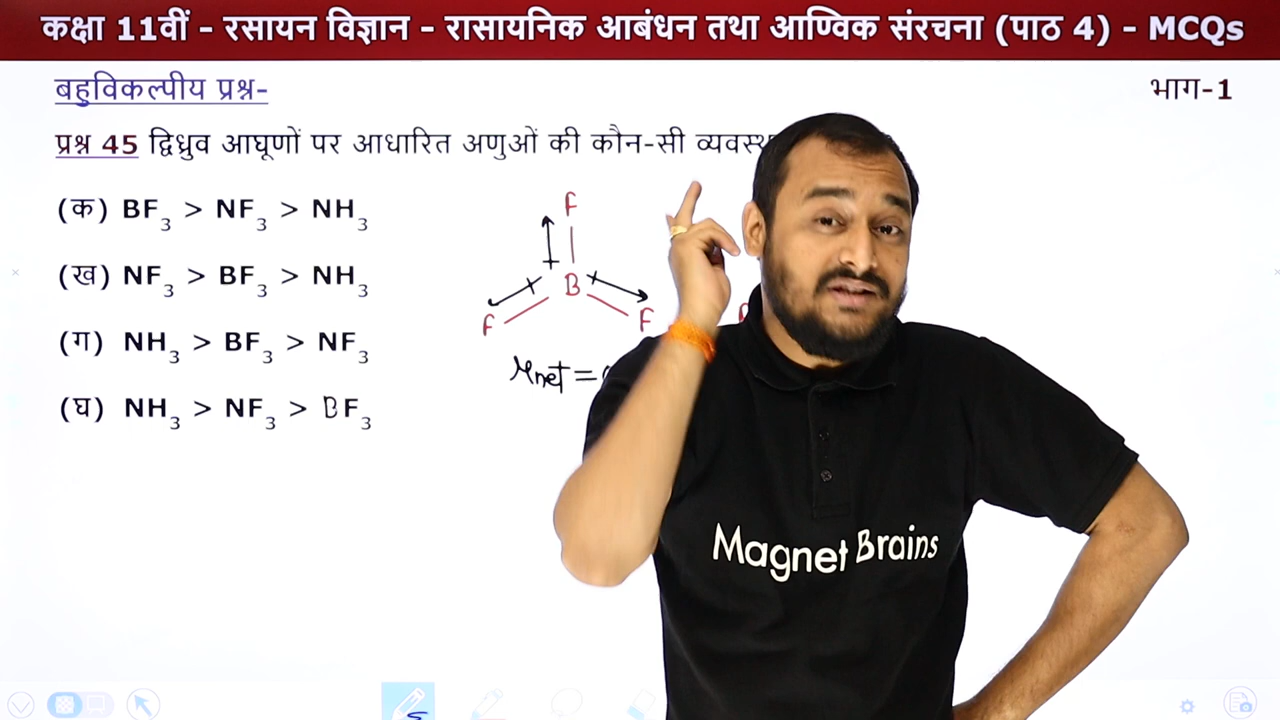 कक्षा 11वीं - रसायन विज्ञान - रासायनिक आबंधन तथा आण्विक संरचना (पाठ 4) - MCQs
बहुविकल्पीय प्रश्न-
भाग-1
प्रश्न 45 द्विध्रुव आघूणों पर आधारित अणुओं की कौन-सी
(क) BF₃ > NF₃ > NH₃
(ख) NF₃ > BF₃ > NH₃
(ग) NH₃ > BF₃ > NF₃
(घ) NH₃ > NF₃ > BF₃
F
B
F F
μnet =
Magnet Brains